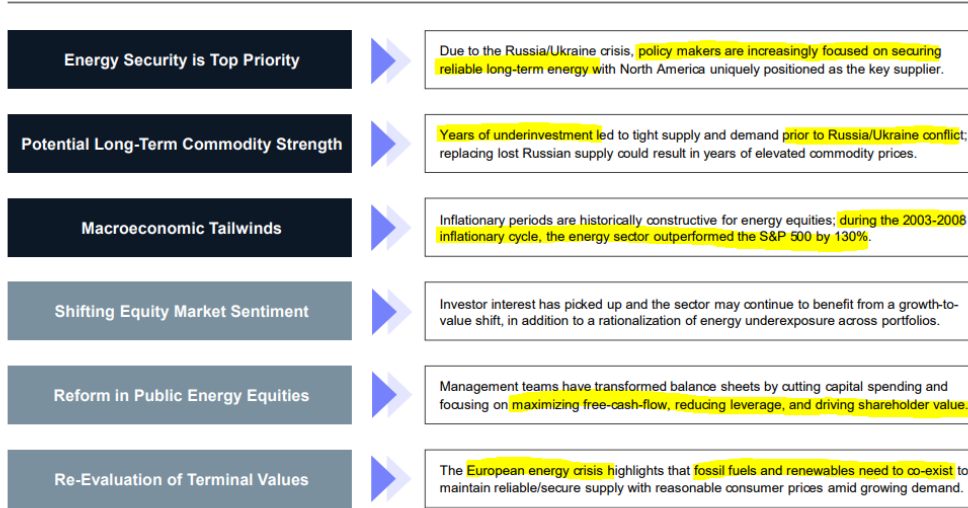 Energy Security is Top Priority
Due to the Russia/Ukraine crisis, policy makers are increasingly focused on securing
reliable long-term energy with North America uniquely positioned as the key supplier.
Potential Long-Term Commodity Strength
Years of underinvestment led to tight supply and demand prior to Russia/Ukraine conflict;
replacing lost Russian supply could result in years of elevated commodity prices.
Macroeconomic Tailwinds
Inflationary periods are historically constructive for energy equities; during the 2003-2008
inflationary cycle, the energy sector outperformed the S&P 500 by 130%.
Shifting Equity Market Sentiment
Investor interest has picked up and the sector may continue to benefit from a growth-to-
value shift, in addition to a rationalization of energy underexposure across portfolios.
Reform in Public Energy Equities
Management teams have transformed balance sheets by cutting capital spending and
focusing on maximizing free-cash-flow, reducing leverage, and driving shareholder value.
Re-Evaluation of Terminal Values
The European energy crisis highlights that fossil fuels and renewables need to co-exist to
maintain reliable/secure supply with reasonable consumer prices amid growing demand.